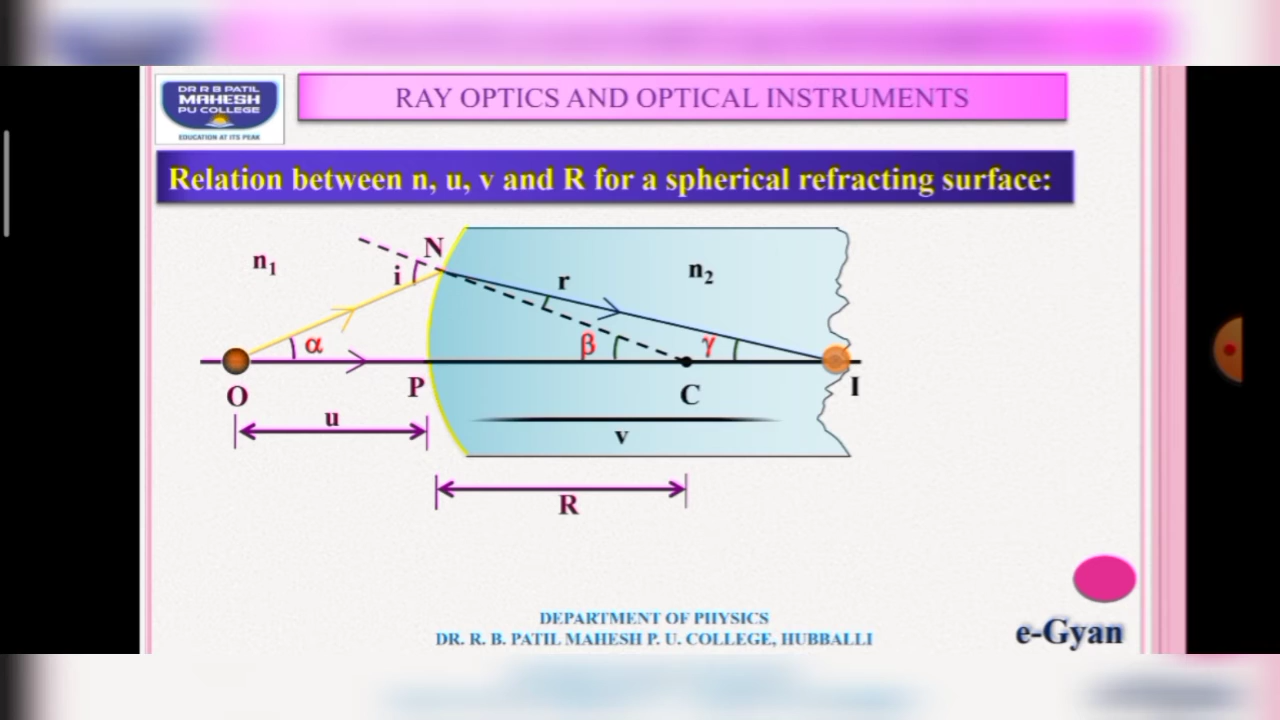 DR R B PATIL
MAHESH
PU COLLEGE
EDUCATION AT ITS PEAK
RAY OPTICS AND OPTICAL INSTRUMENTS
Relation between n, u, v and R for a spherical refracting surface:
n₁
i
N
r
n₂
α
β
γ
O
P
C
I
u
v
R
DEPARTMENT OF PHYSICS
DR. R. B. PATIL MAHESH P. U. COLLEGE, HUBBALLI
e-Gyan